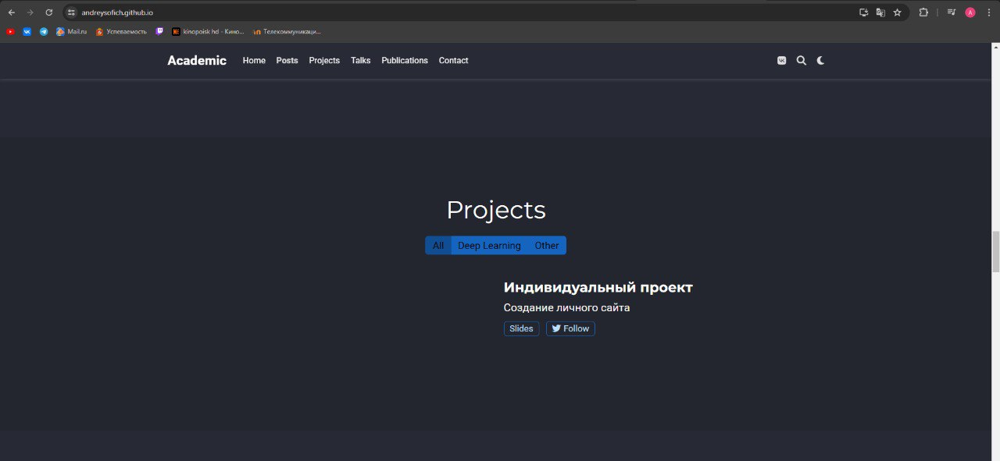 andreysofich.github.io
A
Mail.ru
Успеваемость
kinopoisk hd - Кино...
Телекоммуникаци...
Academic Home Posts Projects Talks Publications Contact
Projects
All Deep Learning Other
Индивидуальный проект
Создание личного сайта
Slides Follow